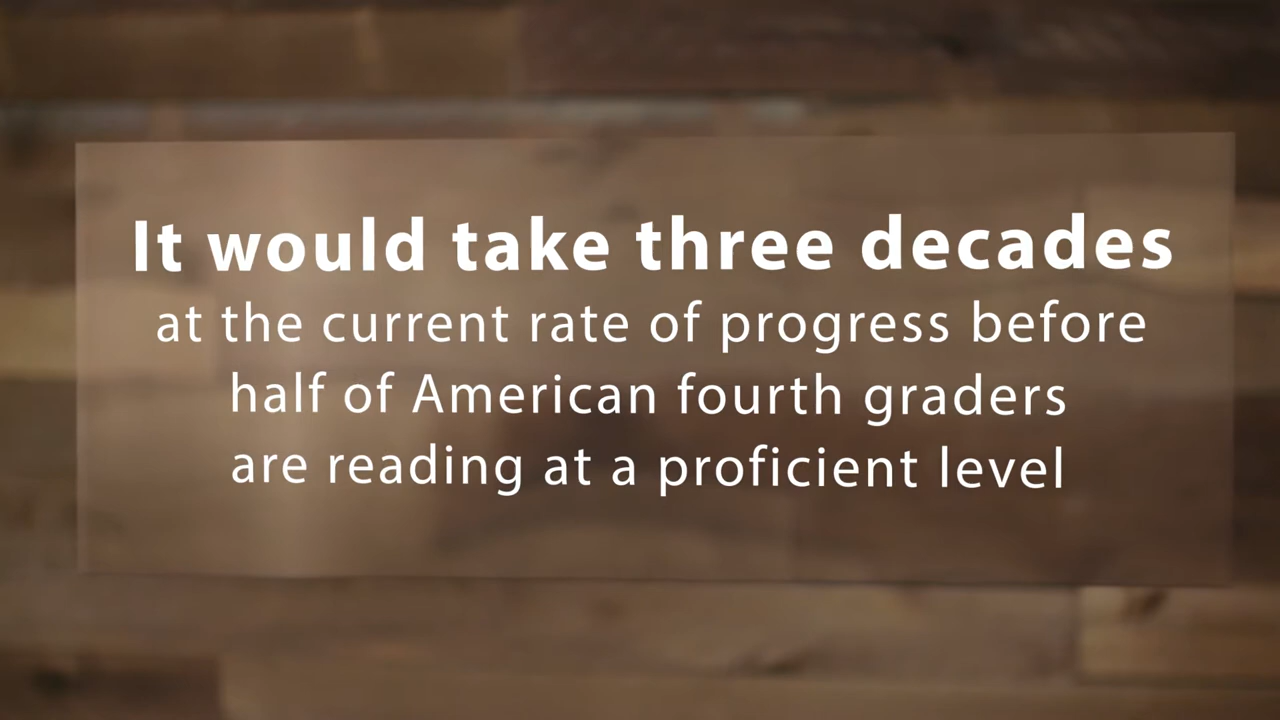 It would take three decades
at the current rate of progress before
half of American fourth graders
are reading at a proficient level